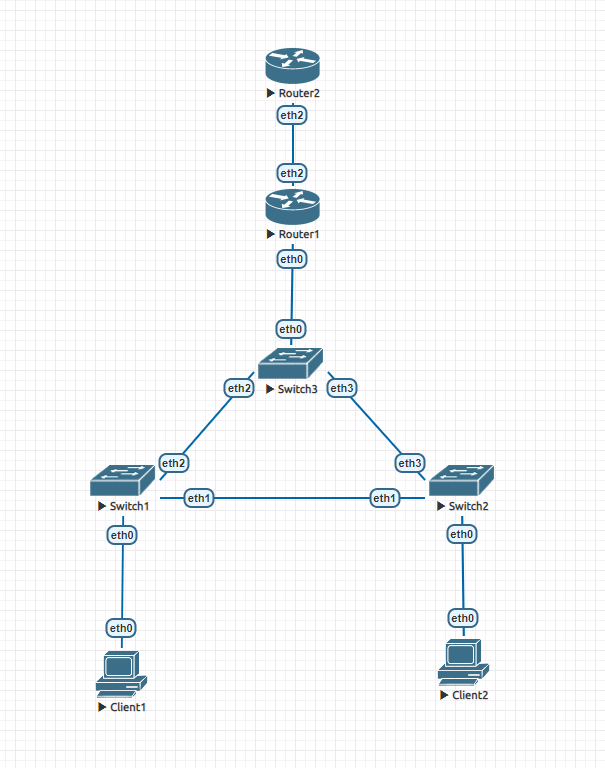 Router2
eth2
eth2
Router1
eth0
eth0
Switch3
eth2
eth3
eth2
eth3
Switch1
eth1
eth1
Switch2
eth0
eth0
eth0
eth0
Client1
Client2